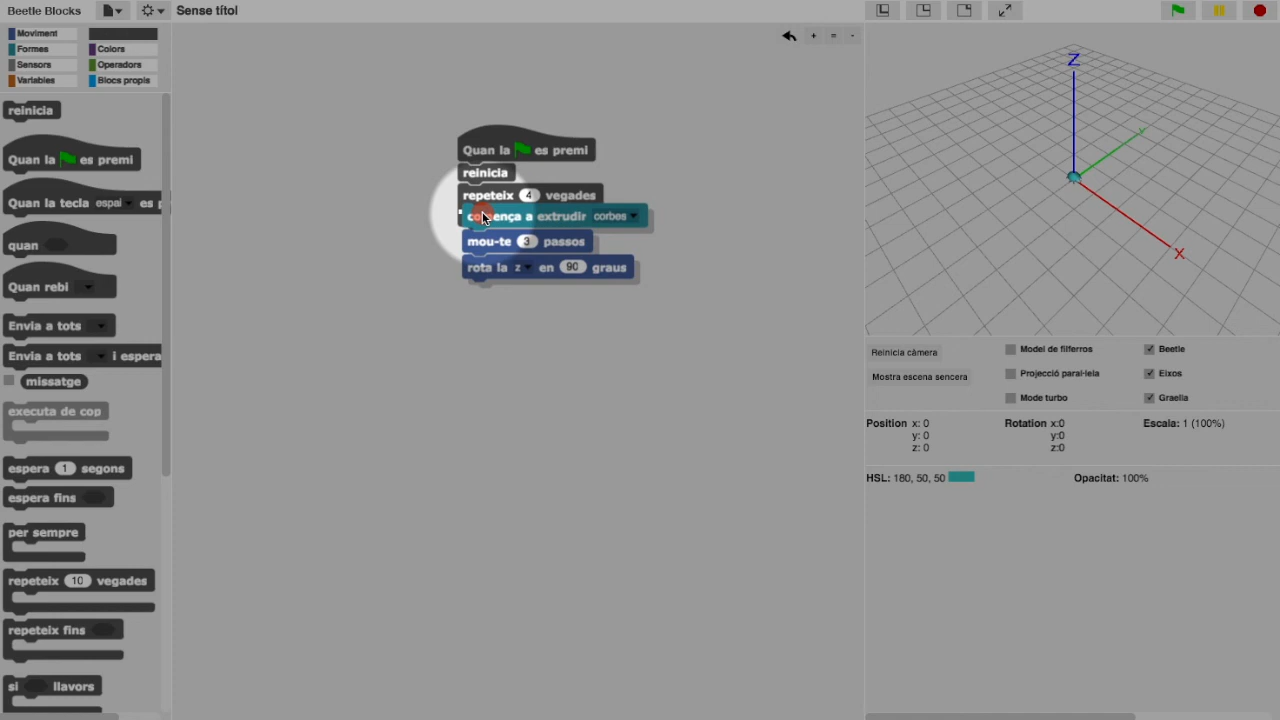 Beetle Blocks
Sense títol
Moviment
Formes
Colors
Sensors
Operadors
Variables
Blocs propis
reinicia
Quan la es premi
Quan la tecla espai es p
quan
Quan rebi
Envia a tots
Envia a tots i espera
missatge
executa de cop
espera 1 segons
espera fins
per sempre
repeteix 10 vegades
repeteix fins
si llavors
+ = -
Quan la es premi
reinicia
repeteix 4 vegades
comença a extrudir corbes
mou-te 3 passos
rota la z en 90 graus
Z
Y
X
Reinicia càmera
Mostra escena sencera
Model de filferros
Projecció paral·lela
Mode turbo
Beetle
Eixos
Graella
Position x: 0
y: 0
z: 0
Rotation x:0
y:0
z:0
Escala: 1 (100%)
HSL: 180, 50, 50
Opacitat: 100%